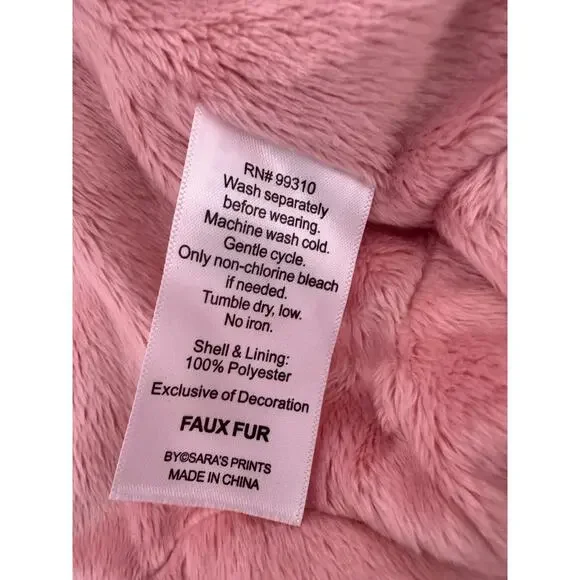 RN# 99310
Wash separately
before wearing.
Machine wash cold.
Gentle cycle.
Only non-chlorine bleach
if needed.
Tumble dry, low.
No iron.
Shell & Lining:
100% Polyester
Exclusive of Decoration
FAUX FUR
BY©SARA'S PRINTS
MADE IN CHINA